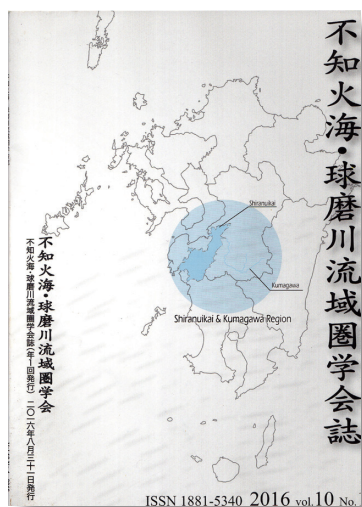 不知火海・球磨川流域圏学会誌
Shiranuikai
Kumagawa
Shiranuikai & Kumagawa Region
不知火海・球磨川流域圏学会
不知火海・球磨川流域圏学会誌(年1回発行) 二〇一六年八月三十一日発行
ISSN 1881-5340 2016 vol.10 No.